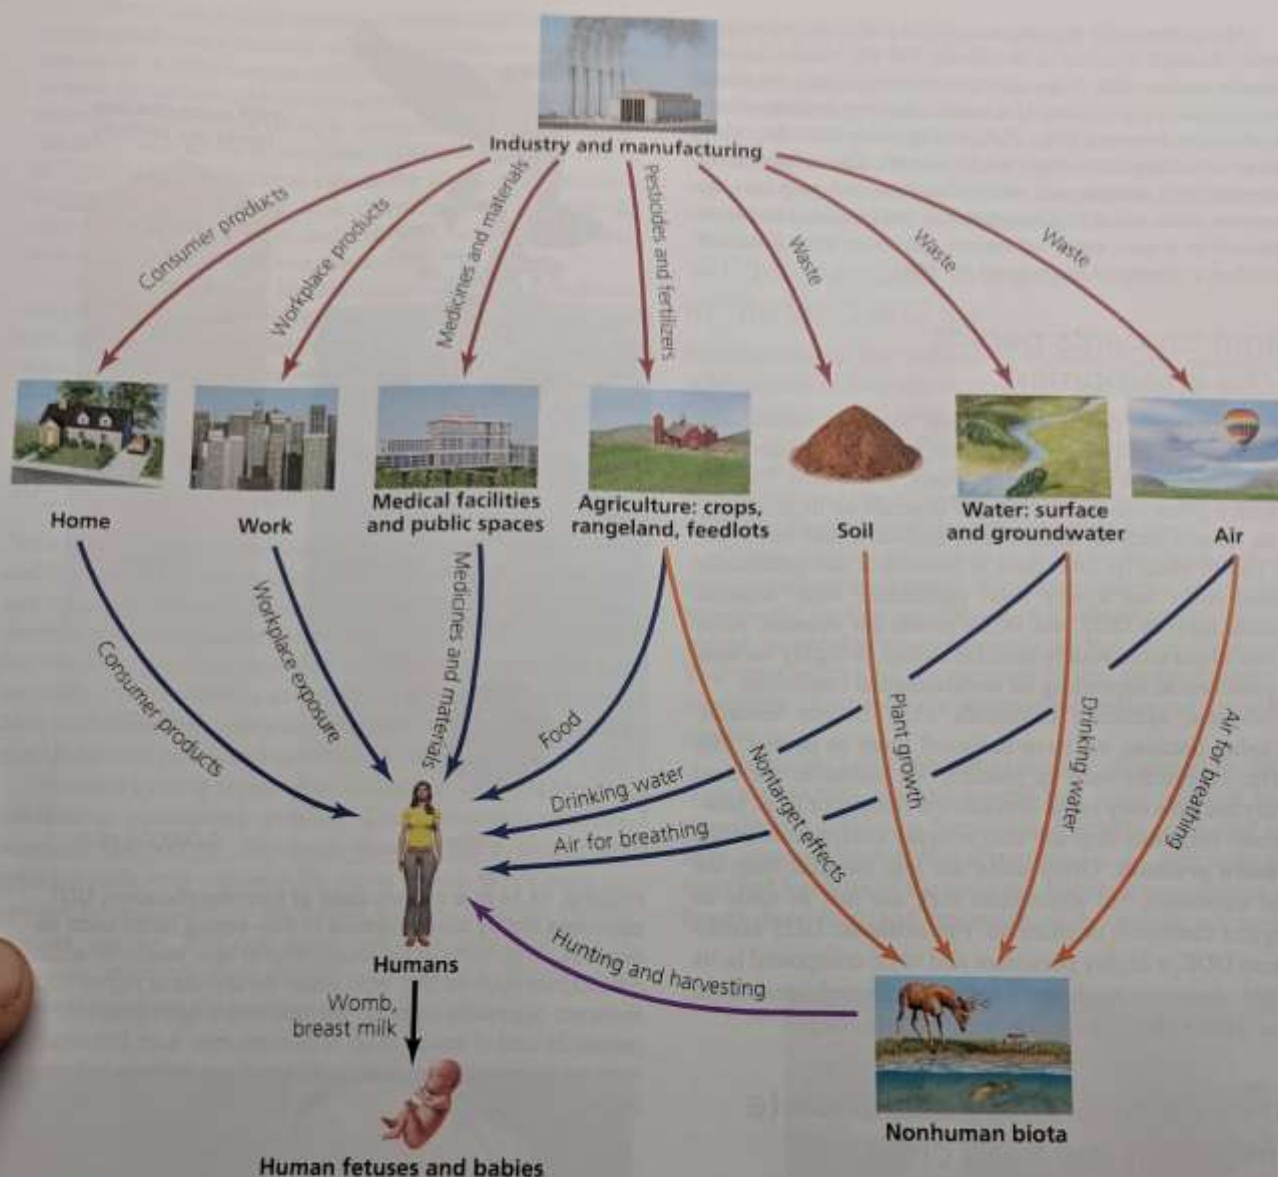 Industry and manufacturing
Consumer products
Workplace products
Medicines and materials
Pesticides and fertilizers
Waste
Waste
Waste
Home
Work
Medical facilities
and public spaces
Agriculture: crops,
rangeland, feedlots
Soil
Water: surface
and groundwater
Air
Consumer products
Workplace exposure
Medicines and materials
Food
Drinking water
Air for breathing
Nontarget effects
Plant growth
Drinking water
Air for breathing
Hunting and harvesting
Humans
Womb,
breast milk
Human fetuses and babies
Nonhuman biota